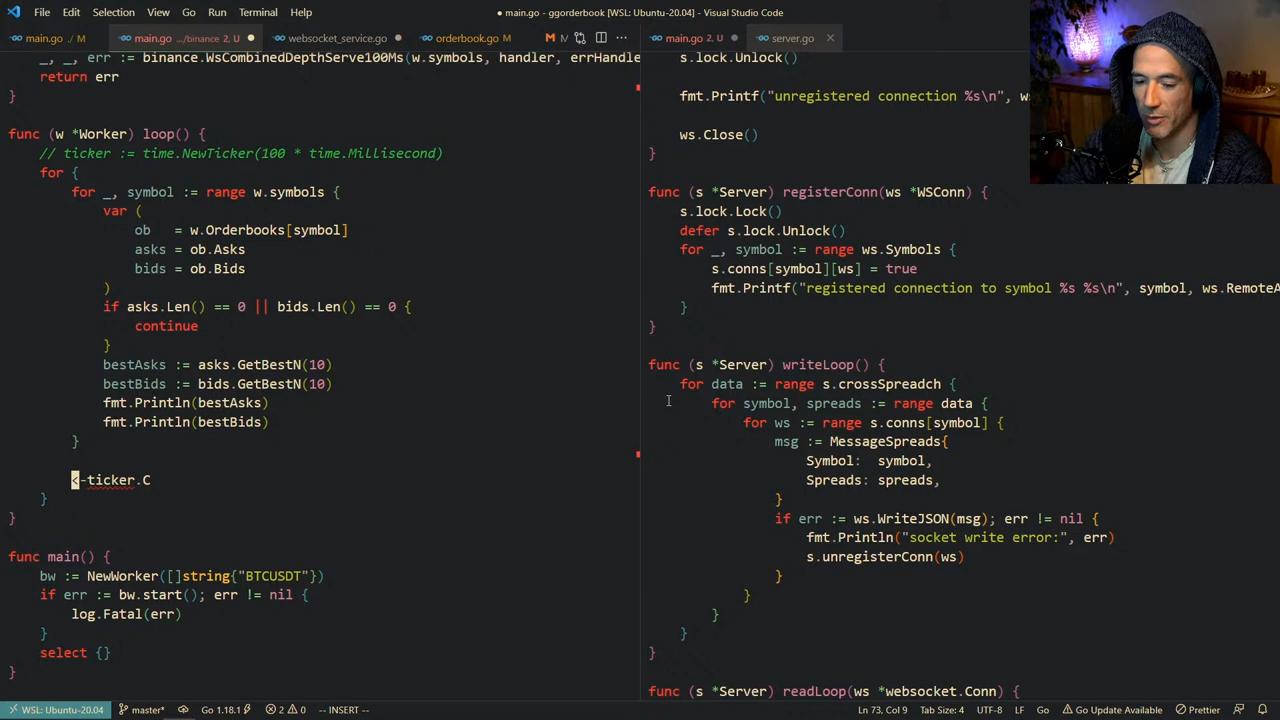 File Edit Selection View Go Run Terminal Help
● main.go - ggorderbook [WSL: Ubuntu-20.04] - Visual Studio Code
main.go ./ M
main.go .../binance 2, U
websocket_service.go
orderbook.go M
main.go 2, U
server.go
_, _, err := binance.WsCombinedDepthServe100Ms(w.symbols, handler, errHandle
return err
}
func (w *Worker) loop() {
// ticker := time.NewTicker(100 * time.Millisecond)
for {
for _, symbol := range w.symbols {
var (
ob = w.Orderbooks[symbol]
asks = ob.Asks
bids = ob.Bids
)
if asks.Len() == 0 || bids.Len() == 0 {
continue
}
bestAsks := asks.GetBestN(10)
bestBids := bids.GetBestN(10)
fmt.Println(bestAsks)
fmt.Println(bestBids)
}
<-ticker.C
}
}
func main() {
bw := NewWorker([]string{"BTCUSDT"})
if err := bw.start(); err != nil {
log.Fatal(err)
}
select {}
}
s.lock.Unlock()
fmt.Printf("unregistered connection %s\n", ws
ws.Close()
}
func (s *Server) registerConn(ws *WSConn) {
s.lock.Lock()
defer s.lock.Unlock()
for _, symbol := range ws.Symbols {
s.conns[symbol][ws] = true
fmt.Printf("registered connection to symbol %s %s\n", symbol, ws.RemoteA
}
}
func (s *Server) writeLoop() {
for data := range s.crossSpreadch {
for symbol, spreads := range data {
for ws := range s.conns[symbol] {
msg := MessageSpreads{
Symbol: symbol,
Spreads: spreads,
}
if err := ws.WriteJSON(msg); err != nil {
fmt.Println("socket write error:", err)
s.unregisterConn(ws)
}
}
}
}
}
func (s *Server) readLoop(ws *websocket.Conn) {
WSL: Ubuntu-20.04 master* Go 1.18.1 2 0 -- INSERT -- Ln 73, Col 9 Tab Size: 4 UTF-8 LF Go Go Update Available Prettier